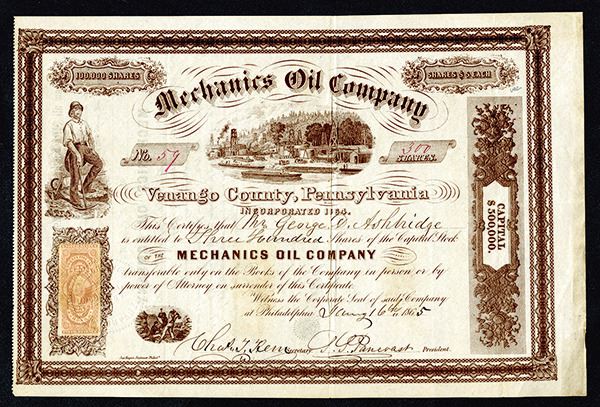 100,000 SHARES
SHARES $5 EACH
Mechanics Oil Company
No. 59
300 SHARES.
Venango County, Pennsylvania
INCORPORATED 1864.
This Certifies that Mr George D. Ashbridge
is entitled to Three Hundred Shares of the Capital Stock
OF THE MECHANICS OIL COMPANY
transferable only on the Books of the Company in person or by
power of Attorney on surrender of this Certificate.
Witness the Corporate Seal of said Company
at Philadelphia Jany 16th 1865
Secretary
President.
CAPITAL
$500,000.